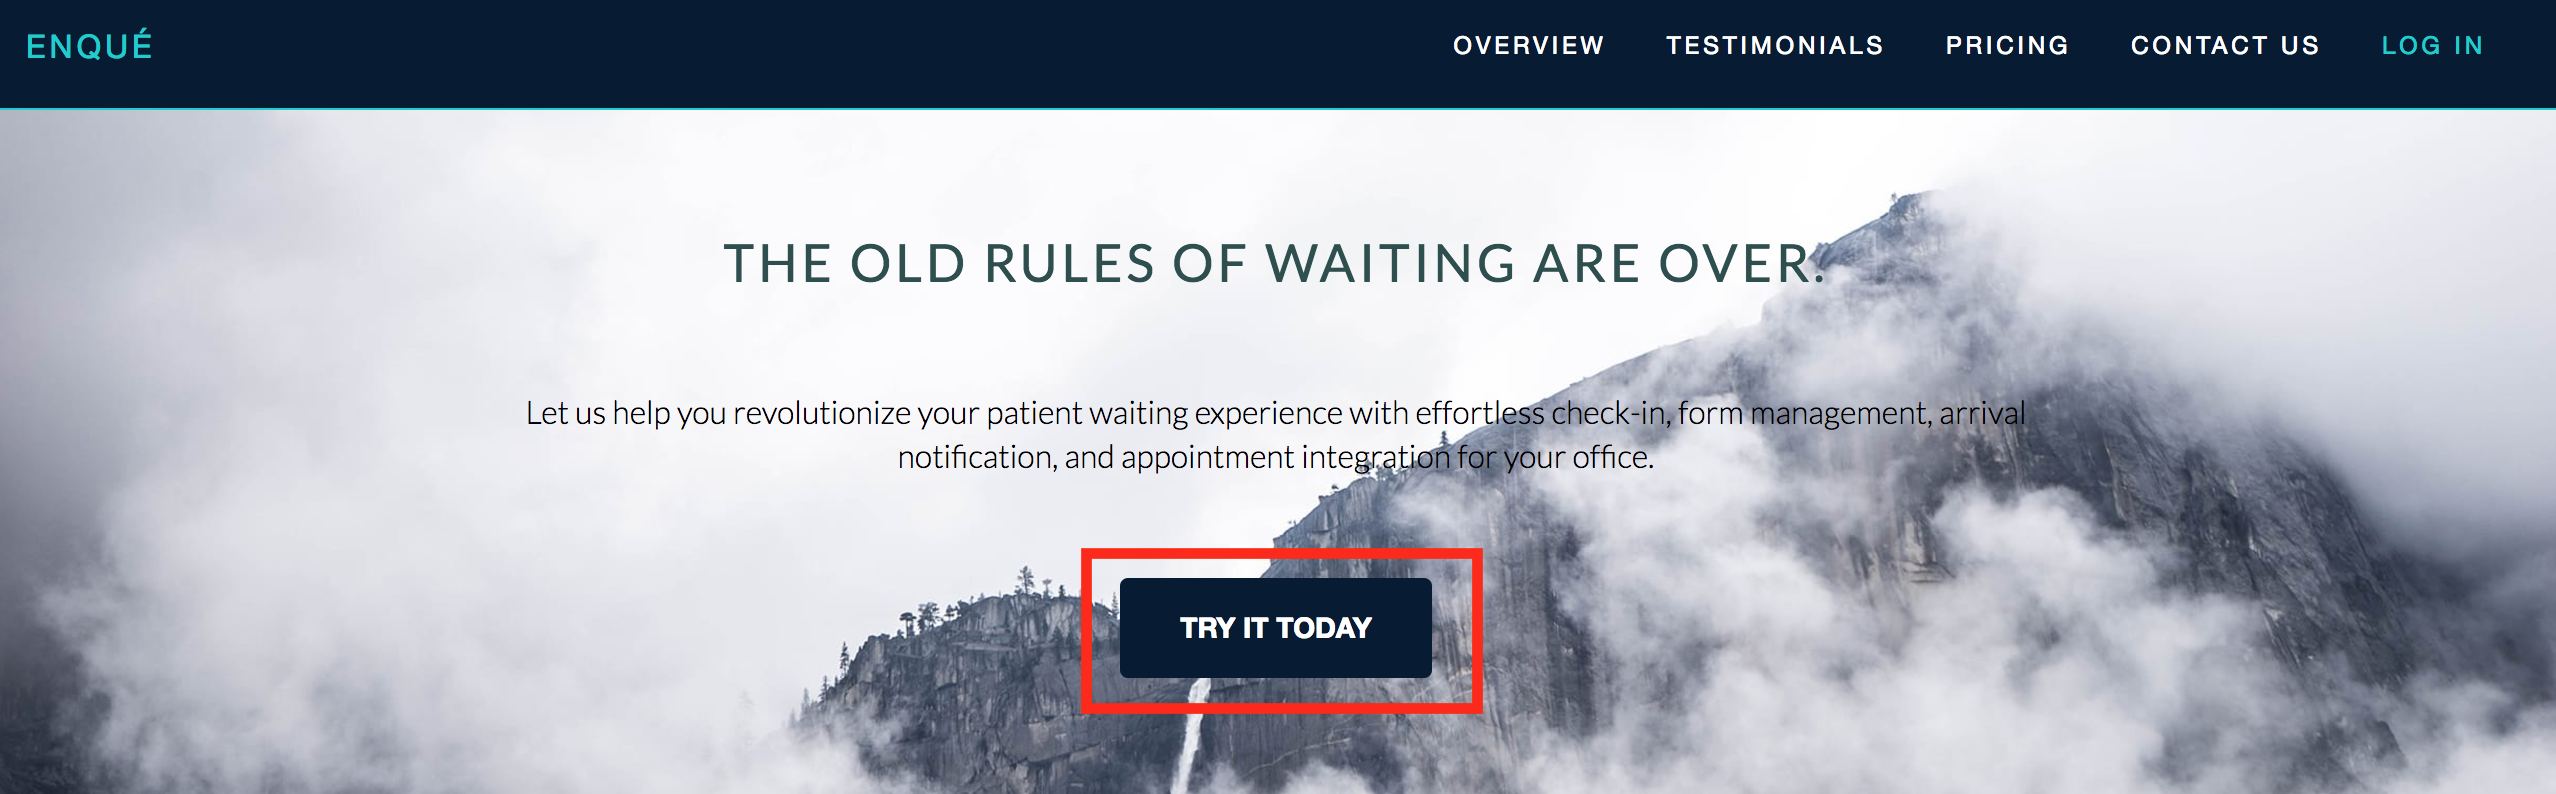 ENQUÉ
OVERVIEW TESTIMONIALS PRICING CONTACT US LOG IN
THE OLD RULES OF WAITING ARE OVER.
Let us help you revolutionize your patient waiting experience with effortless check-in, form management, arrival
notification, and appointment integration for your office.
TRY IT TODAY